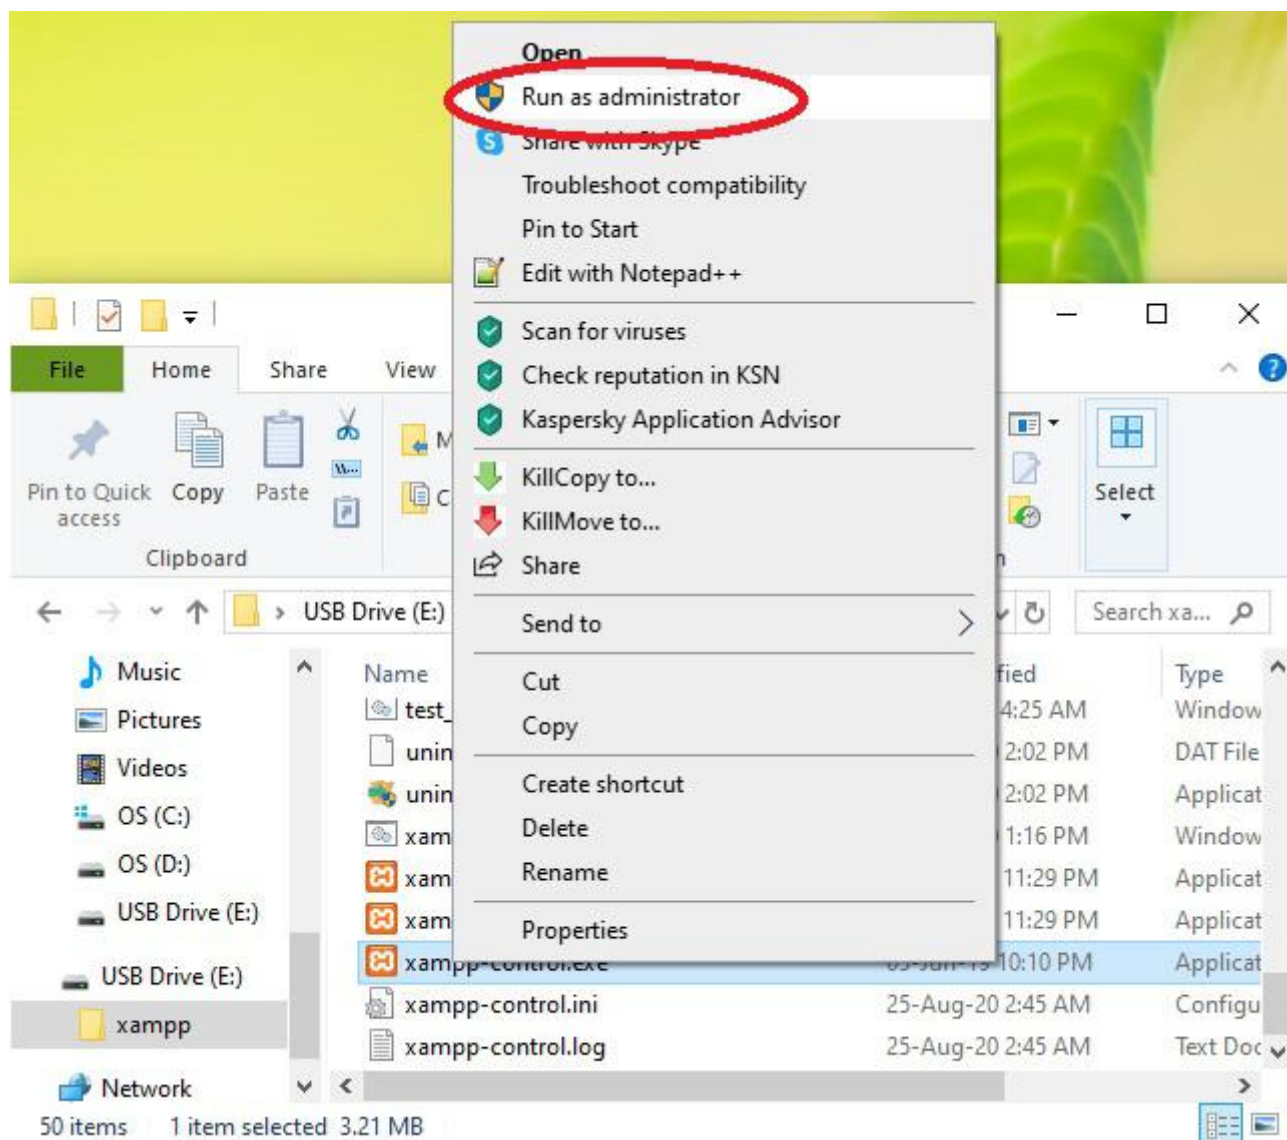 Open
Run as administrator
Share with Skype
Troubleshoot compatibility
Pin to Start
Edit with Notepad++
Scan for viruses
Check reputation in KSN
Kaspersky Application Advisor
KillCopy to...
KillMove to...
Share
Send to
Cut
Copy
Create shortcut
Delete
Rename
Properties
File Home Share View
Pin to Quick access
Copy
Paste
Select
Clipboard
USB Drive (E:)
Search xa...
Music
Pictures
Videos
OS (C:)
OS (D:)
USB Drive (E:)
USB Drive (E:)
xampp
Network
Name Type
test_ 4:25 AM Window
unin 2:02 PM DAT File
unin 2:02 PM Applicat
xam 1:16 PM Window
xam 11:29 PM Applicat
xam 11:29 PM Applicat
xampp-control.exe 10:10 PM Applicat
xampp-control.ini 25-Aug-20 2:45 AM Configu
xampp-control.log 25-Aug-20 2:45 AM Text Doc
50 items 1 item selected 3.21 MB